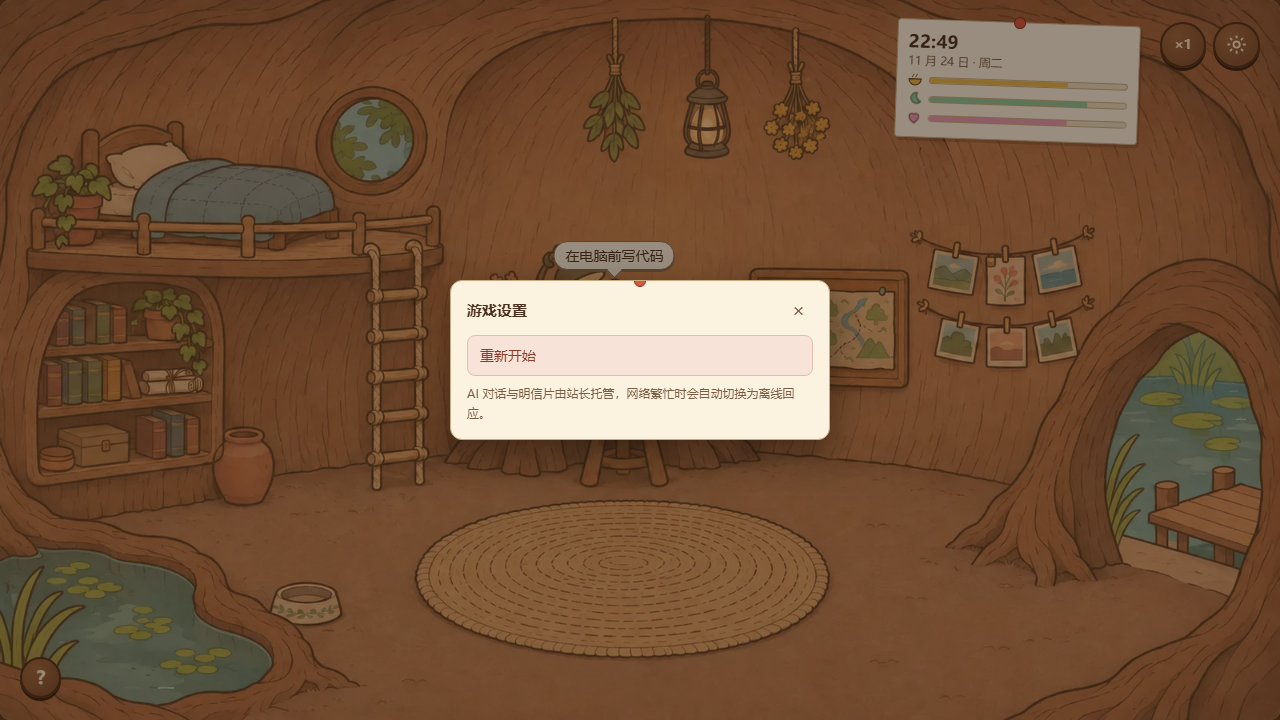 22:49
11 月 24 日 · 周二
×1
在电脑前写代码
游戏设置
×
重新开始
AI 对话与明信片由站长托管，网络繁忙时会自动切换为离线回
应。
?